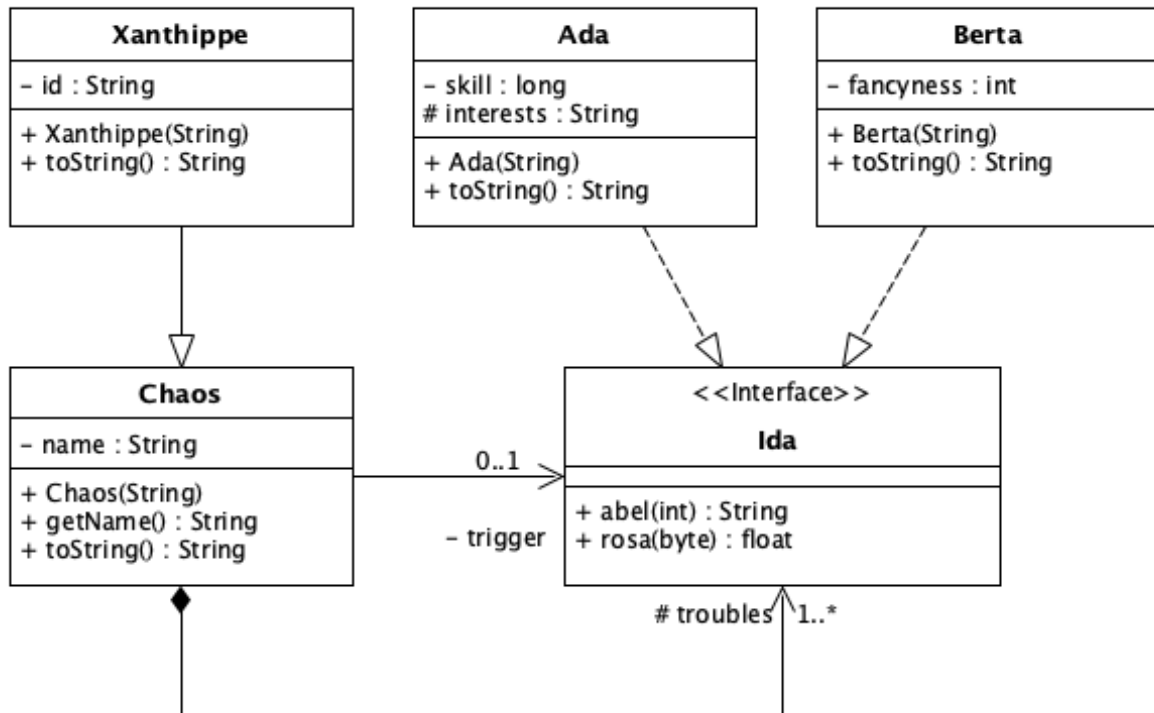 Xanthippe
– id : String
+ Xanthippe(String)
+ toString() : String
Ada
– skill : long
# interests : String
+ Ada(String)
+ toString() : String
Berta
– fancyness : int
+ Berta(String)
+ toString() : String
Chaos
– name : String
+ Chaos(String)
+ getName() : String
+ toString() : String
0..1
– trigger
<<Interface>>
Ida
+ abel(int) : String
+ rosa(byte) : float
# troubles
1..*